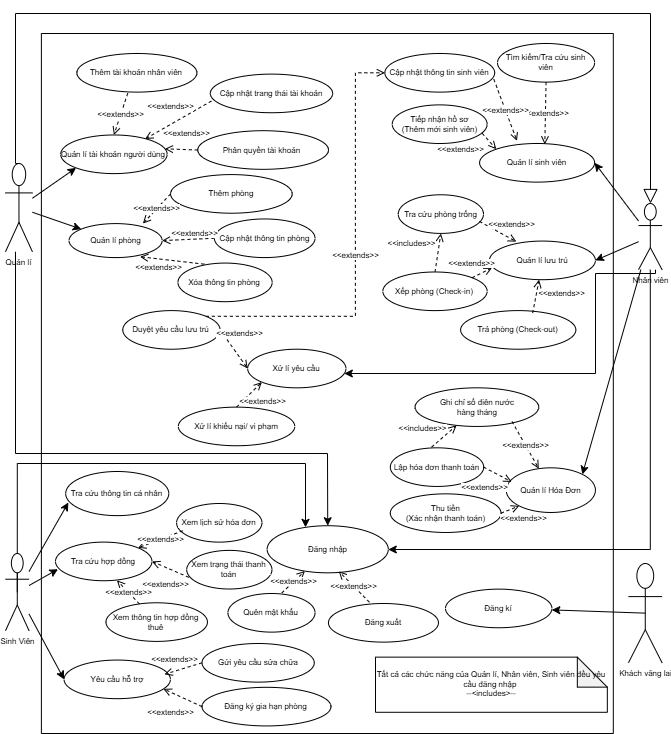 Thêm tài khoản nhân viên
<<extends>>
Cập nhật trang thái tài khoản
<<extends>>
<<extends>>
Quản lí tài khoản người dùng
Phân quyền tài khoản
Quản lí
Thêm phòng
<<extends>>
Quản lí phòng
<<extends>>
Cập nhật thông tin phòng
<<extends>>
Xóa thông tin phòng
Cập nhật thông tin sinh viên
Tìm kiếm/Tra cứu sinh
viên
<<extends>>
<<extends>>
Tiếp nhận hồ sơ
(Thêm mới sinh viên)
<<extends>>
Quản lí sinh viên
Tra cứu phòng trống
<<extends>>
<<includes>>
Quản lí lưu trú
<<extends>>
<<extends>>
Xếp phòng (Check-in)
<<extends>>
<<extends>>
Trả phòng (Check-out)
Nhân viên
Duyệt yêu cầu lưu trú
<<extends>>
Xử lí yêu cầu
<<extends>>
Xử lí khiếu nại/ vi phạm
Ghi chỉ số điện nước
hàng tháng
<<includes>>
<<extends>>
Lập hóa đơn thanh toán
<<extends>>
Quản lí Hóa Đơn
Thu tiền
(Xác nhận thanh toán)
<<extends>>
Tra cứu thông tin cá nhân
Xem lịch sử hóa đơn
<<extends>>
Tra cứu hợp đồng
Xem trạng thái thanh
toán
<<extends>>
<<extends>>
Xem thông tin hợp đồng
thuê
Sinh Viên
Đăng nhập
<<extends>>
<<extends>>
Quên mật khẩu
Đăng xuất
Đăng kí
Khách vãng lai
Yêu cầu hỗ trợ
<<extends>>
Gửi yêu cầu sửa chữa
<<extends>>
Đăng ký gia hạn phòng
Tất cả các chức năng của Quản lí, Nhân viên, Sinh viên đều yêu
cầu đăng nhập
---<includes>---